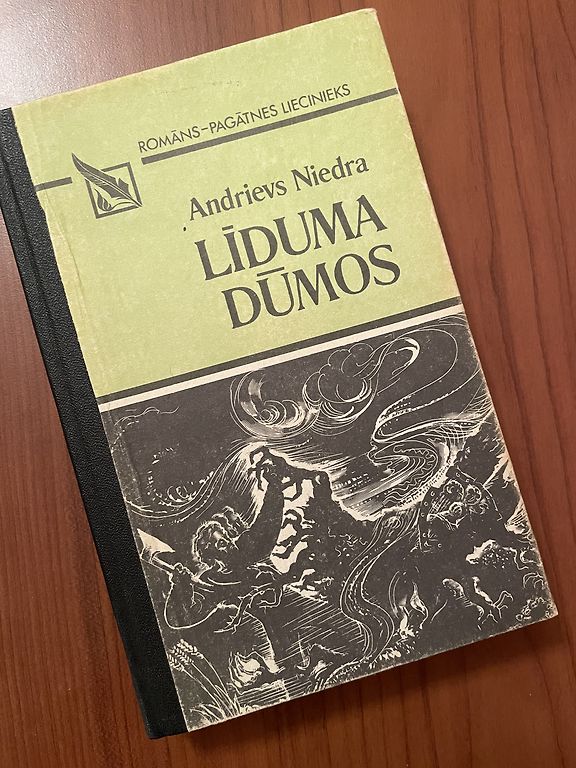 ROMĀNS–PAGĀTNES LIECINIEKS
Andrievs Niedra
LĪDUMA
DŪMOS